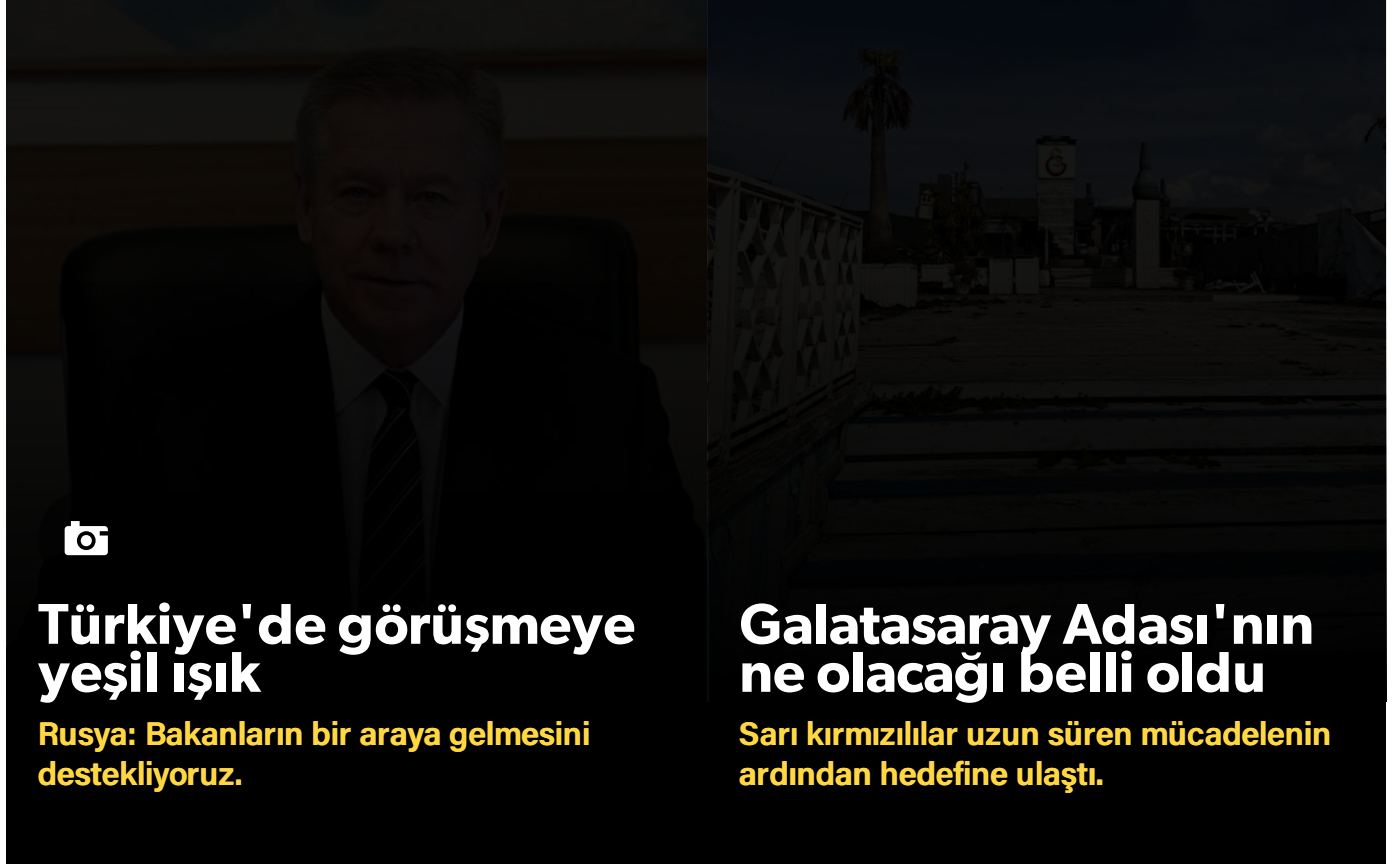 Türkiye'de görüşmeye
yeşil ışık
Rusya: Bakanların bir araya gelmesini
destekliyoruz.
Galatasaray Adası'nın
ne olacağı belli oldu
Sarı kırmızılılar uzun süren mücadelenin
ardından hedefine ulaştı.